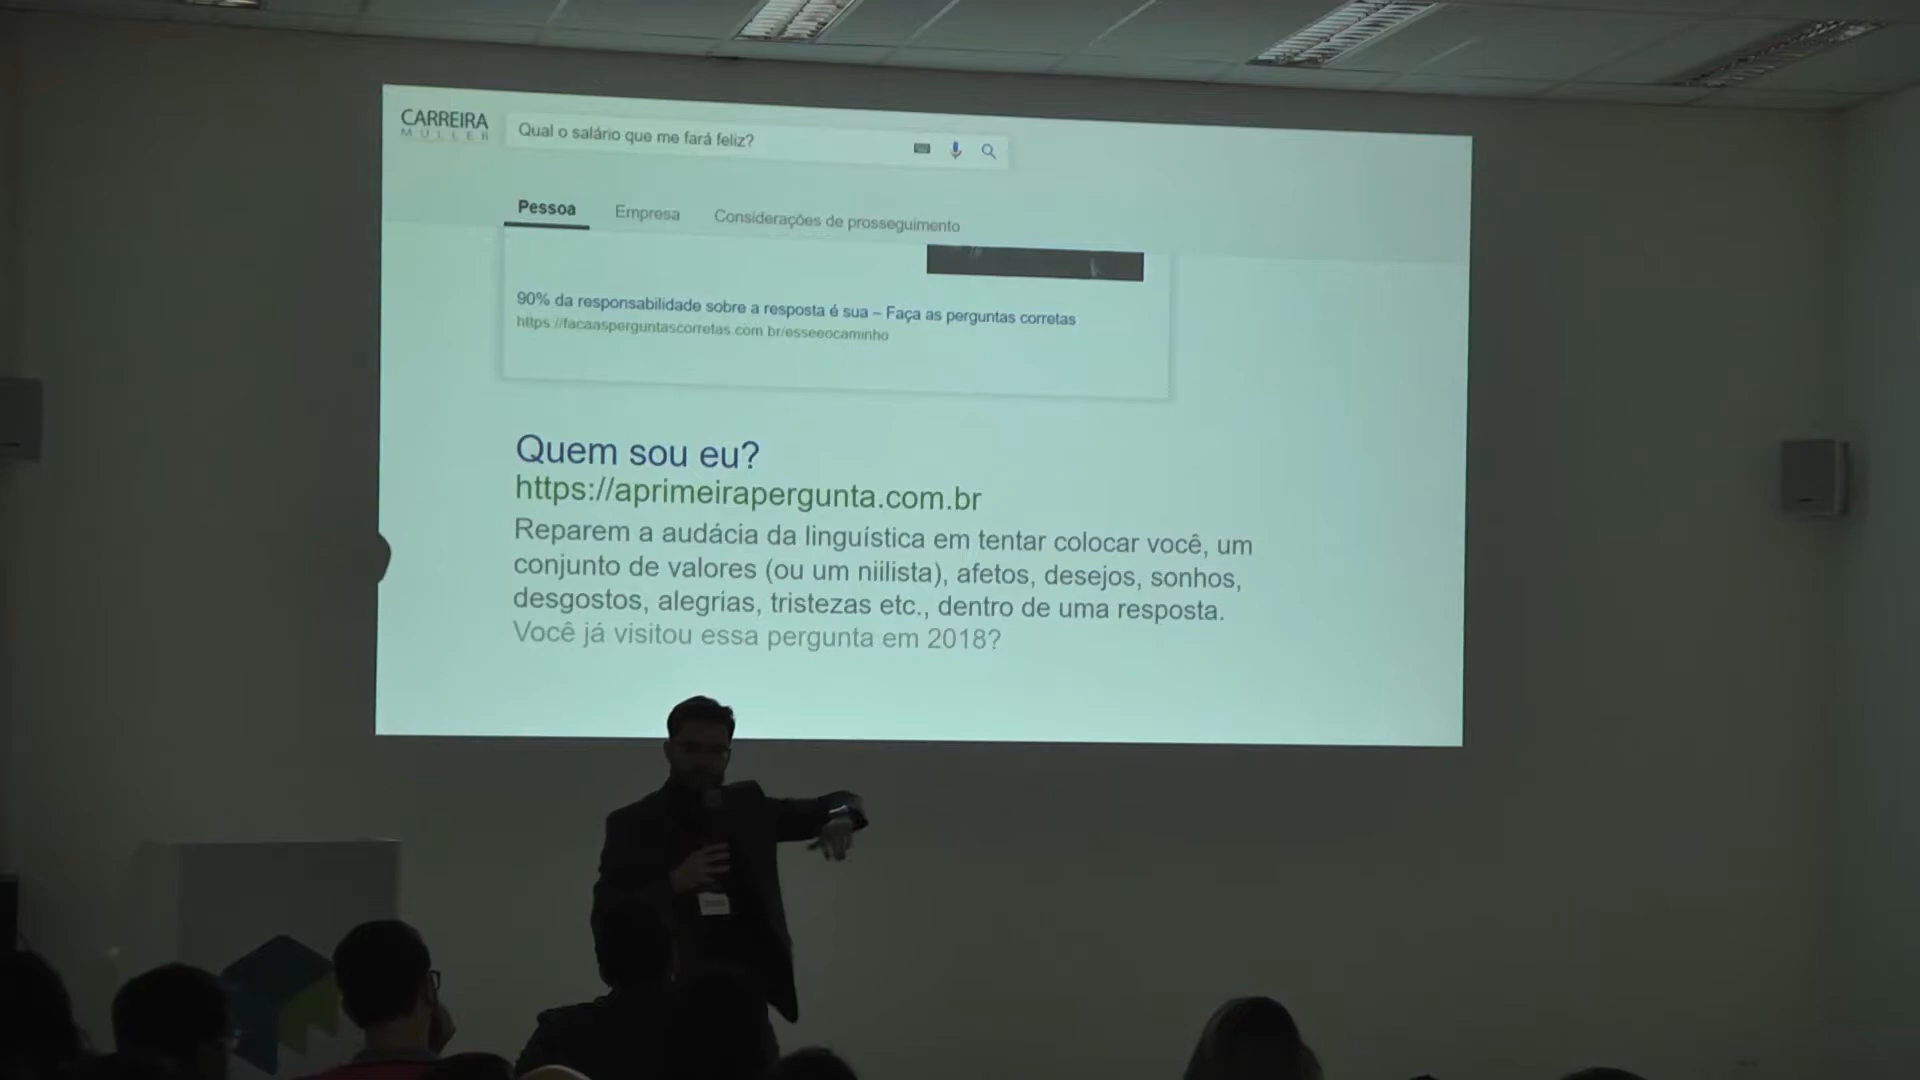 CARREIRA
MULLER
Qual o salário que me fará feliz?
Pessoa Empresa Considerações de prosseguimento
90% da responsabilidade sobre a resposta é sua – Faça as perguntas corretas
https://facaasperguntascorretas.com.br/esseeocaminho
Quem sou eu?
https://aprimeirapergunta.com.br
Reparem a audácia da linguística em tentar colocar você, um
conjunto de valores (ou um niilista), afetos, desejos, sonhos,
desgostos, alegrias, tristezas etc., dentro de uma resposta.
Você já visitou essa pergunta em 2018?